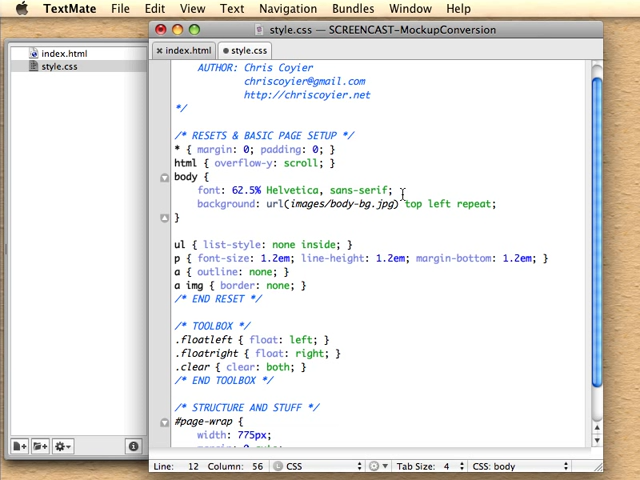 TextMate File Edit View Text Navigation Bundles Window Help
style.css — SCREENCAST-MockupConversion
index.html
style.css
index.html
style.css
AUTHOR: Chris Coyier
chriscoyier@gmail.com
http://chriscoyier.net
*/
/* RESETS & BASIC PAGE SETUP */
* { margin: 0; padding: 0; }
html { overflow-y: scroll; }
body {
font: 62.5% Helvetica, sans-serif;
background: url(images/body-bg.jpg) top left repeat;
}
ul { list-style: none inside; }
p { font-size: 1.2em; line-height: 1.2em; margin-bottom: 1.2em; }
a { outline: none; }
a img { border: none; }
/* END RESET */
/* TOOLBOX */
.floatleft { float: left; }
.floatright { float: right; }
.clear { clear: both; }
/* END TOOLBOX */
/* STRUCTURE AND STUFF */
#page-wrap {
width: 775px;
Line: 12 Column: 56 CSS Tab Size: 4 CSS: body